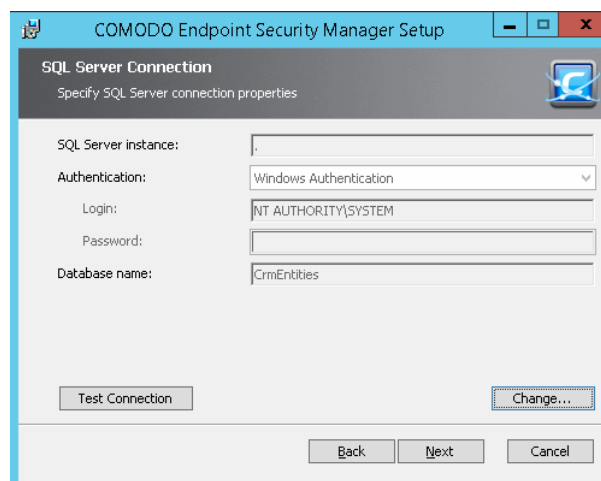 COMODO Endpoint Security Manager Setup
SQL Server Connection
Specify SQL Server connection properties
SQL Server instance: .
Authentication: Windows Authentication
Login: NT AUTHORITY\SYSTEM
Password:
Database name: CrmEntities
Test Connection Change...
Back Next Cancel